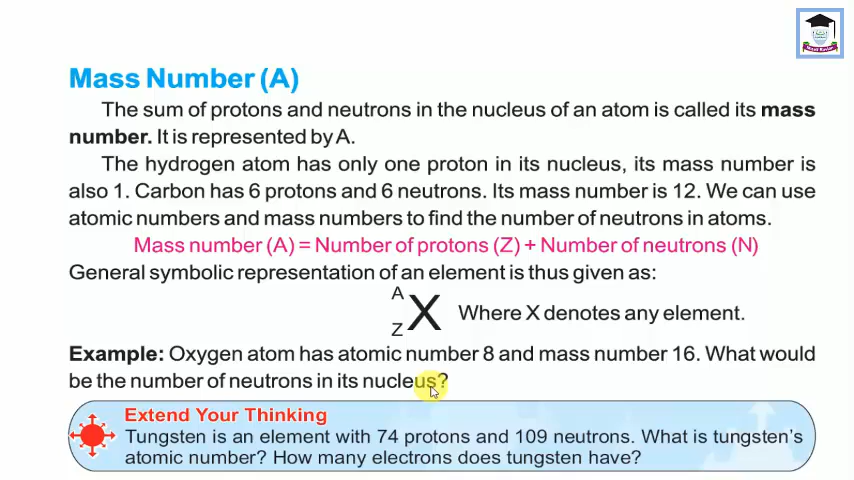 Mass Number (A)
The sum of protons and neutrons in the nucleus of an atom is called its mass
number. It is represented by A.
The hydrogen atom has only one proton in its nucleus, its mass number is
also 1. Carbon has 6 protons and 6 neutrons. Its mass number is 12. We can use
atomic numbers and mass numbers to find the number of neutrons in atoms.
Mass number (A) = Number of protons (Z) + Number of neutrons (N)
General symbolic representation of an element is thus given as:
A
Z X Where X denotes any element.
Example: Oxygen atom has atomic number 8 and mass number 16. What would
be the number of neutrons in its nucleus?
Extend Your Thinking
Tungsten is an element with 74 protons and 109 neutrons. What is tungsten's
atomic number? How many electrons does tungsten have?